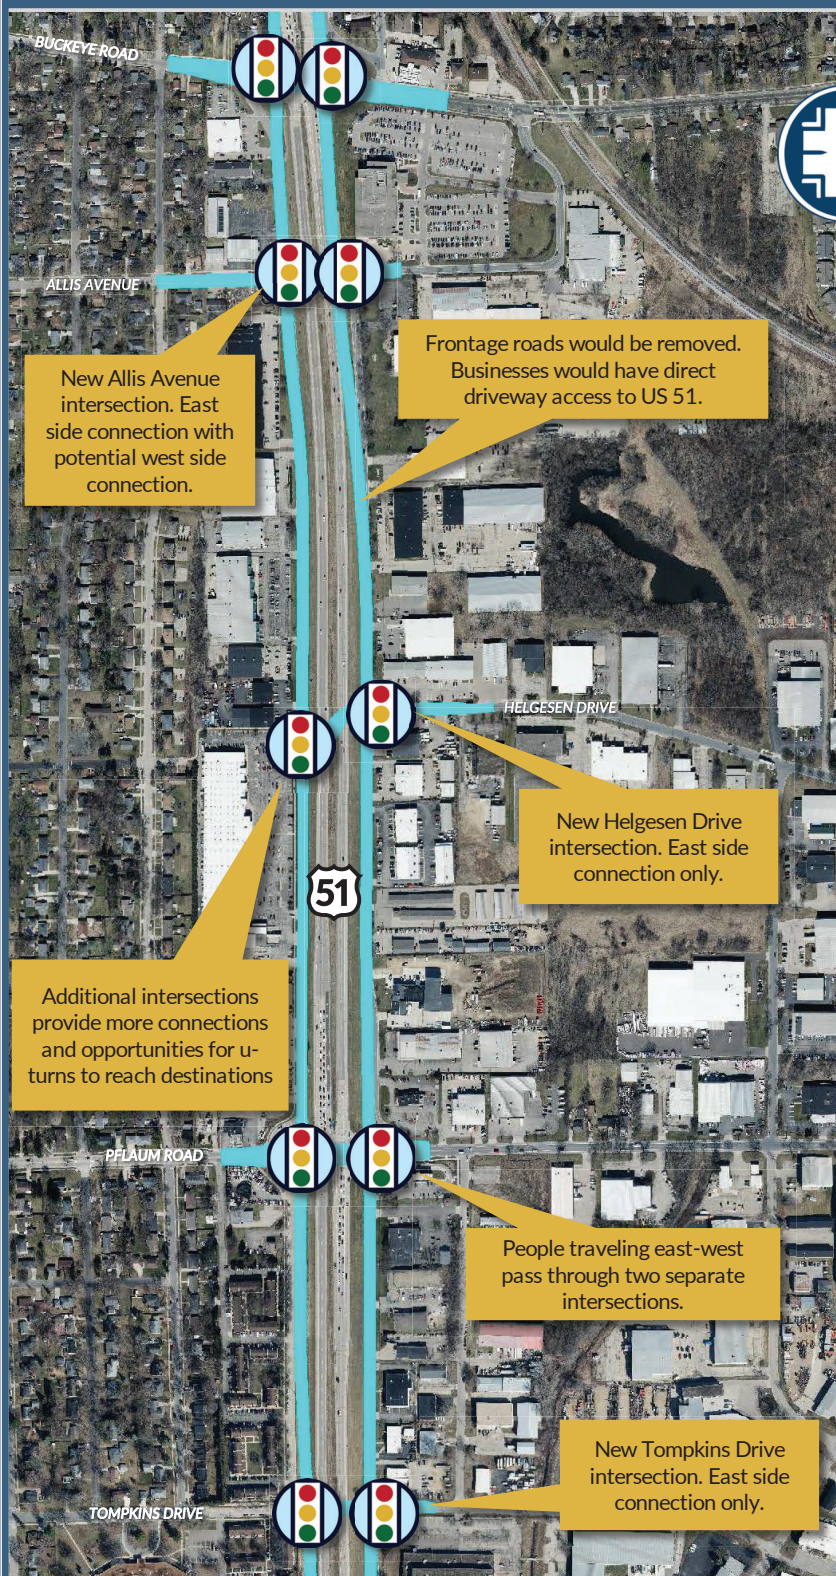 BUCKEYE ROAD
ALLIS AVENUE
Frontage roads would be removed.
Businesses would have direct
driveway access to US 51.
New Allis Avenue
intersection. East
side connection with
potential west side
connection.
HELGESEN DRIVE
New Helgesen Drive
intersection. East side
connection only.
51
Additional intersections
provide more connections
and opportunities for u-
turns to reach destinations
PFLAUM ROAD
People traveling east-west
pass through two separate
intersections.
New Tompkins Drive
intersection. East side
connection only.
TOMPKINS DRIVE